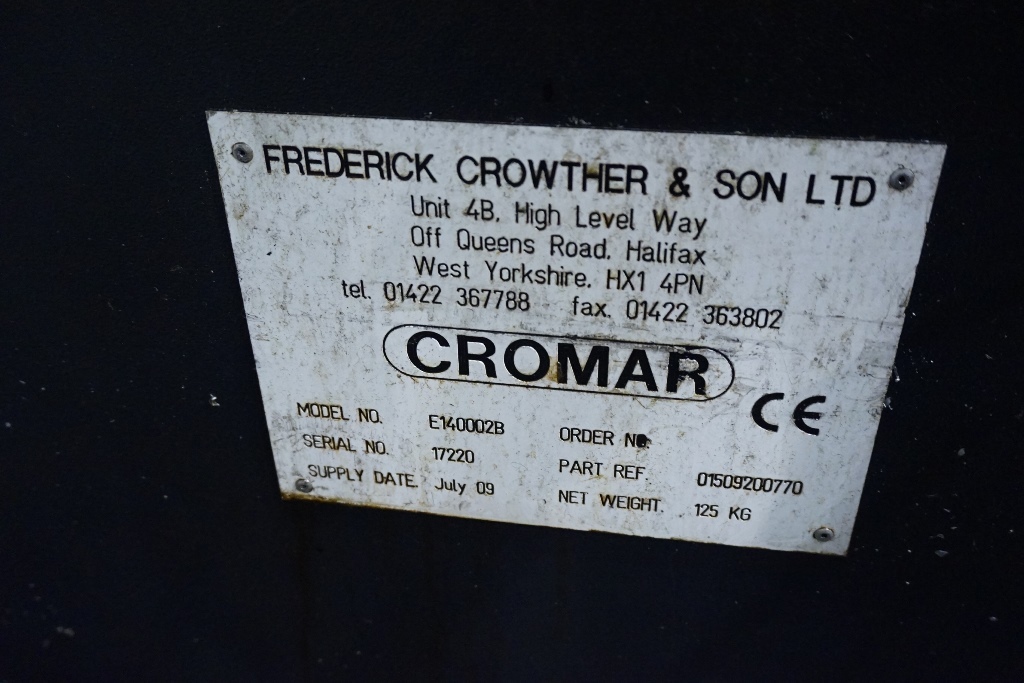 FREDERICK CROWTHER & SON LTD
Unit 4B, High Level Way
Off Queens Road, Halifax
West Yorkshire, HX1 4PN
tel. 01422 367788 fax. 01422 363802
CROMAR
CE
MODEL NO. E140002B
SERIAL NO. 17220
SUPPLY DATE. July 09
ORDER NO.
PART REF. 01509200770
NET WEIGHT. 125 KG